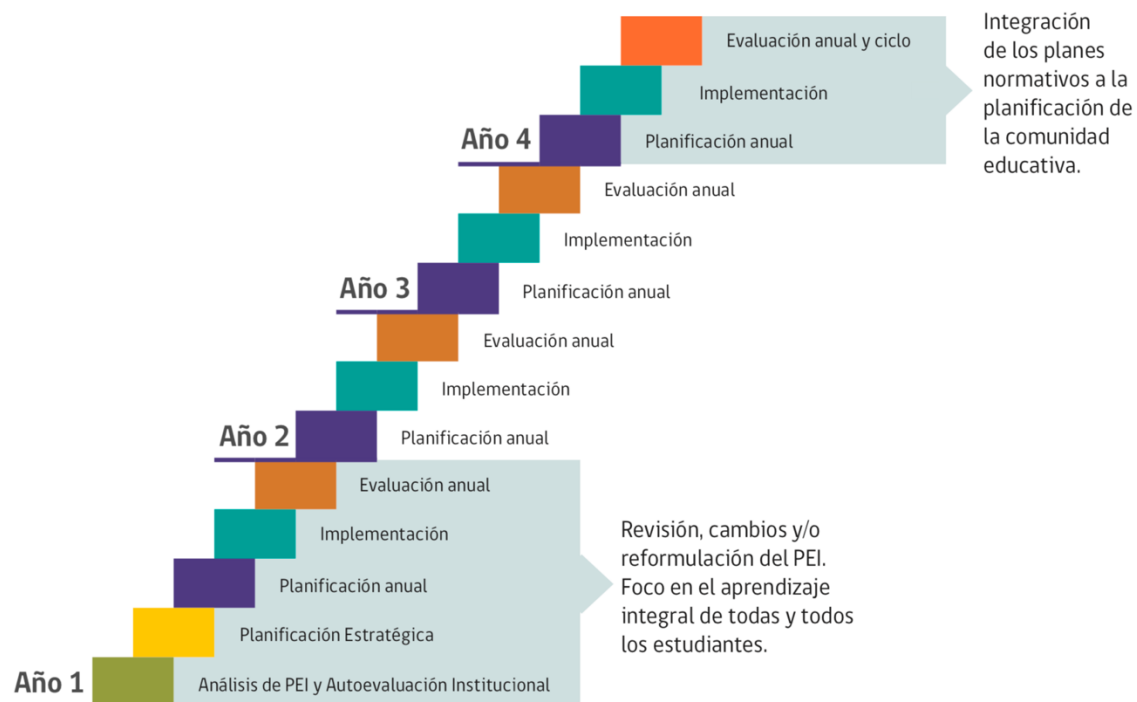 Evaluación anual y ciclo
Implementación
Año 4
Planificación anual
Integración
de los planes
normativos a la
planificación de
la comunidad
educativa.
Evaluación anual
Implementación
Año 3
Planificación anual
Evaluación anual
Implementación
Año 2
Planificación anual
Evaluación anual
Implementación
Planificación anual
Planificación Estratégica
Año 1
Análisis de PEI y Autoevaluación Institucional
Revisión, cambios y/o
reformulación del PEI.
Foco en el aprendizaje
integral de todas y todos
los estudiantes.